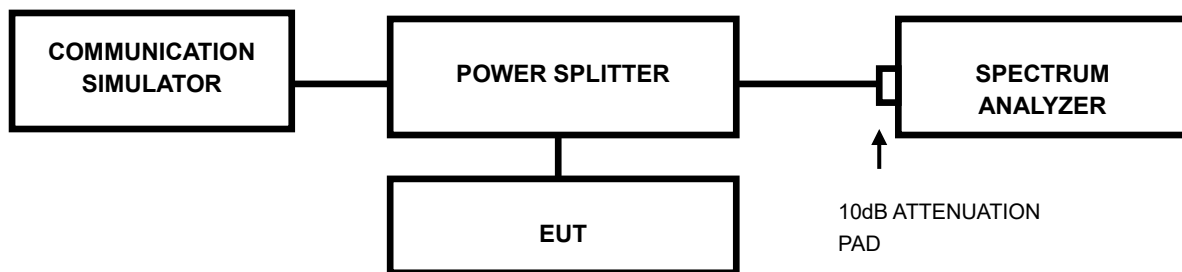 COMMUNICATION
SIMULATOR
POWER SPLITTER
SPECTRUM
ANALYZER
EUT
10dB ATTENUATION
PAD